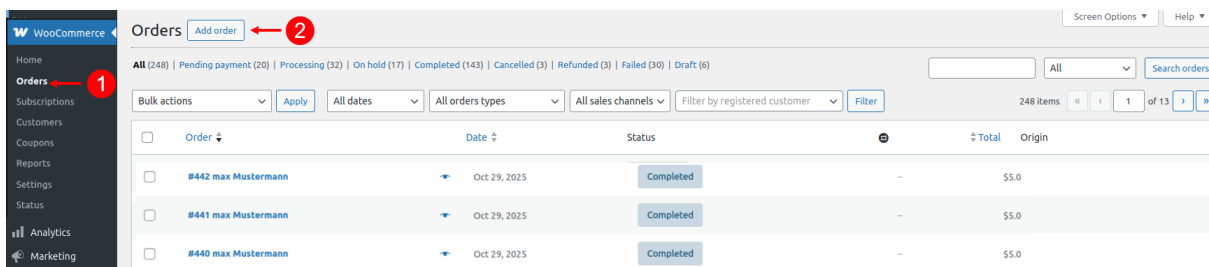 Screen Options ▼ Help ▼
WooCommerce
Orders Add order 2
Home
Orders 1
Subscriptions
Customers
Coupons
Reports
Settings
Status
Analytics
Marketing
All (248) | Pending payment (20) | Processing (32) | On hold (17) | Completed (143) | Cancelled (3) | Refunded (3) | Failed (30) | Draft (6)
All Search orders
Bulk actions Apply All dates All orders types All sales channels Filter by registered customer Filter 248 items « ‹ 1 of 13 › »
Order Date Status Total Origin
#442 max Mustermann Oct 29, 2025 Completed – $5.0
#441 max Mustermann Oct 29, 2025 Completed – $5.0
#440 max Mustermann Oct 29, 2025 Completed – $5.0